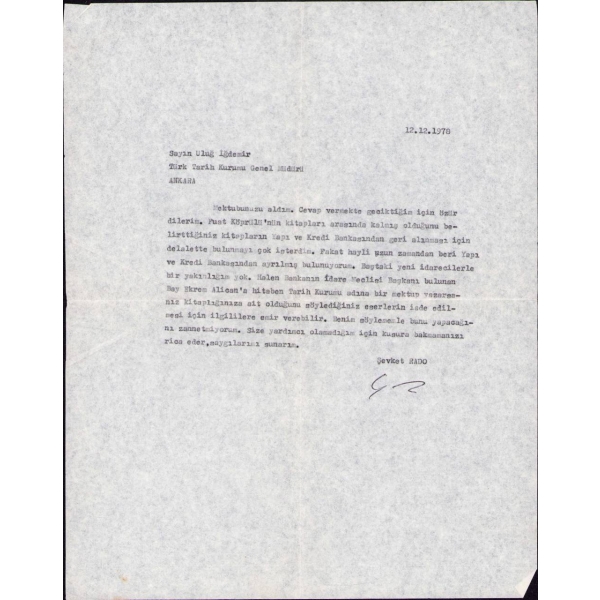 12.12.1978
Sayın Uluğ İğdemir
Türk Tarih Kurumu Genel Müdürü
ANKARA
Mektubunuzu aldım. Cevap vermekte geciktiğim için özür
dilerim. Fuat Köprülü'nün kitapları arasında kalmış olduğunu be-
lirttiğiniz kitapların Yapı ve Kredi Bankasından geri alınması için
delalette bulunmayı çok isterdim. Fakat hayli uzun zamandan beri Yapı
ve Kredi Bankasından ayrılmış bulunuyorum. Baştaki yeni idarecilerle
bir yakınlığım yok. Halen Bankanın İdare Meclisi Başkanı bulunan
Bay Ekrem Alican'a hitaben Tarih Kurumu adına bir mektup yazarsa-
nız kitaplığınıza ait olduğunu söylediğiniz eserlerin iade edil-
mesi için ilgililere emir verebilir. Benim söylememle bunu yapacağı-
nı zannetmiyorum. Size yardımcı olamadığım için kusura bakmamanızı
rica eder, saygılarımı sunarım.
Şevket RADO